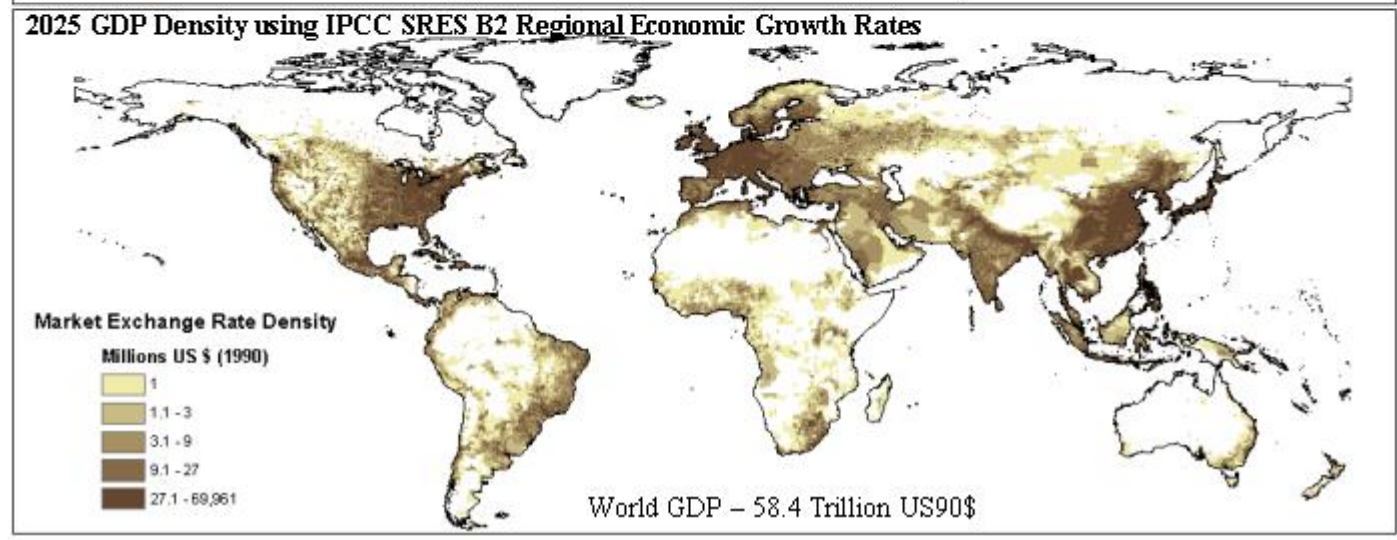 2025 GDP Density using IPCC SRES B2 Regional Economic Growth Rates
Market Exchange Rate Density
Millions US $ (1990)
1
1.1 - 3
3.1 - 9
9.1 - 27
27.1 - 69,961
World GDP – 58.4 Trillion US90$